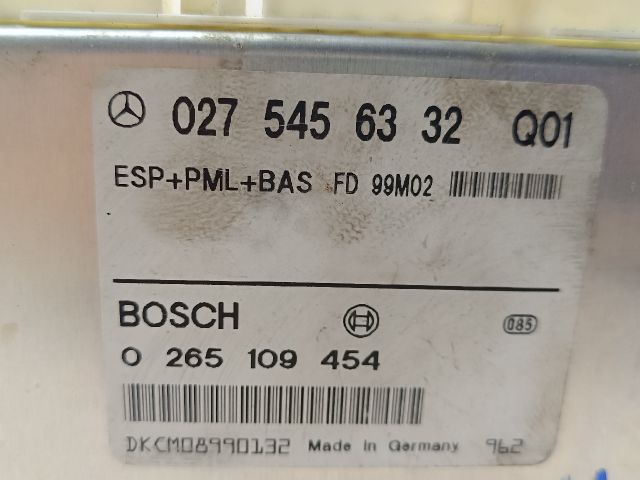 027 545 63 32 Q01
ESP+PML+BAS FD 99M02
BOSCH 085
0 265 109 454
DKCM08990132 Made in Germany 962